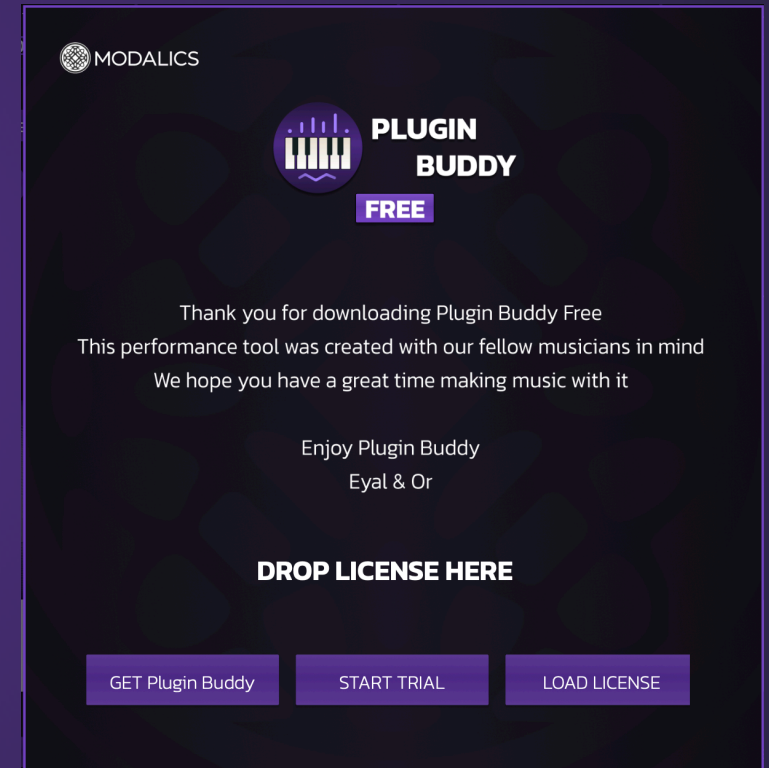 MODALICS
PLUGIN
BUDDY
FREE
Thank you for downloading Plugin Buddy Free
This performance tool was created with our fellow musicians in mind
We hope you have a great time making music with it
Enjoy Plugin Buddy
Eyal & Or
DROP LICENSE HERE
GET Plugin Buddy
START TRIAL
LOAD LICENSE